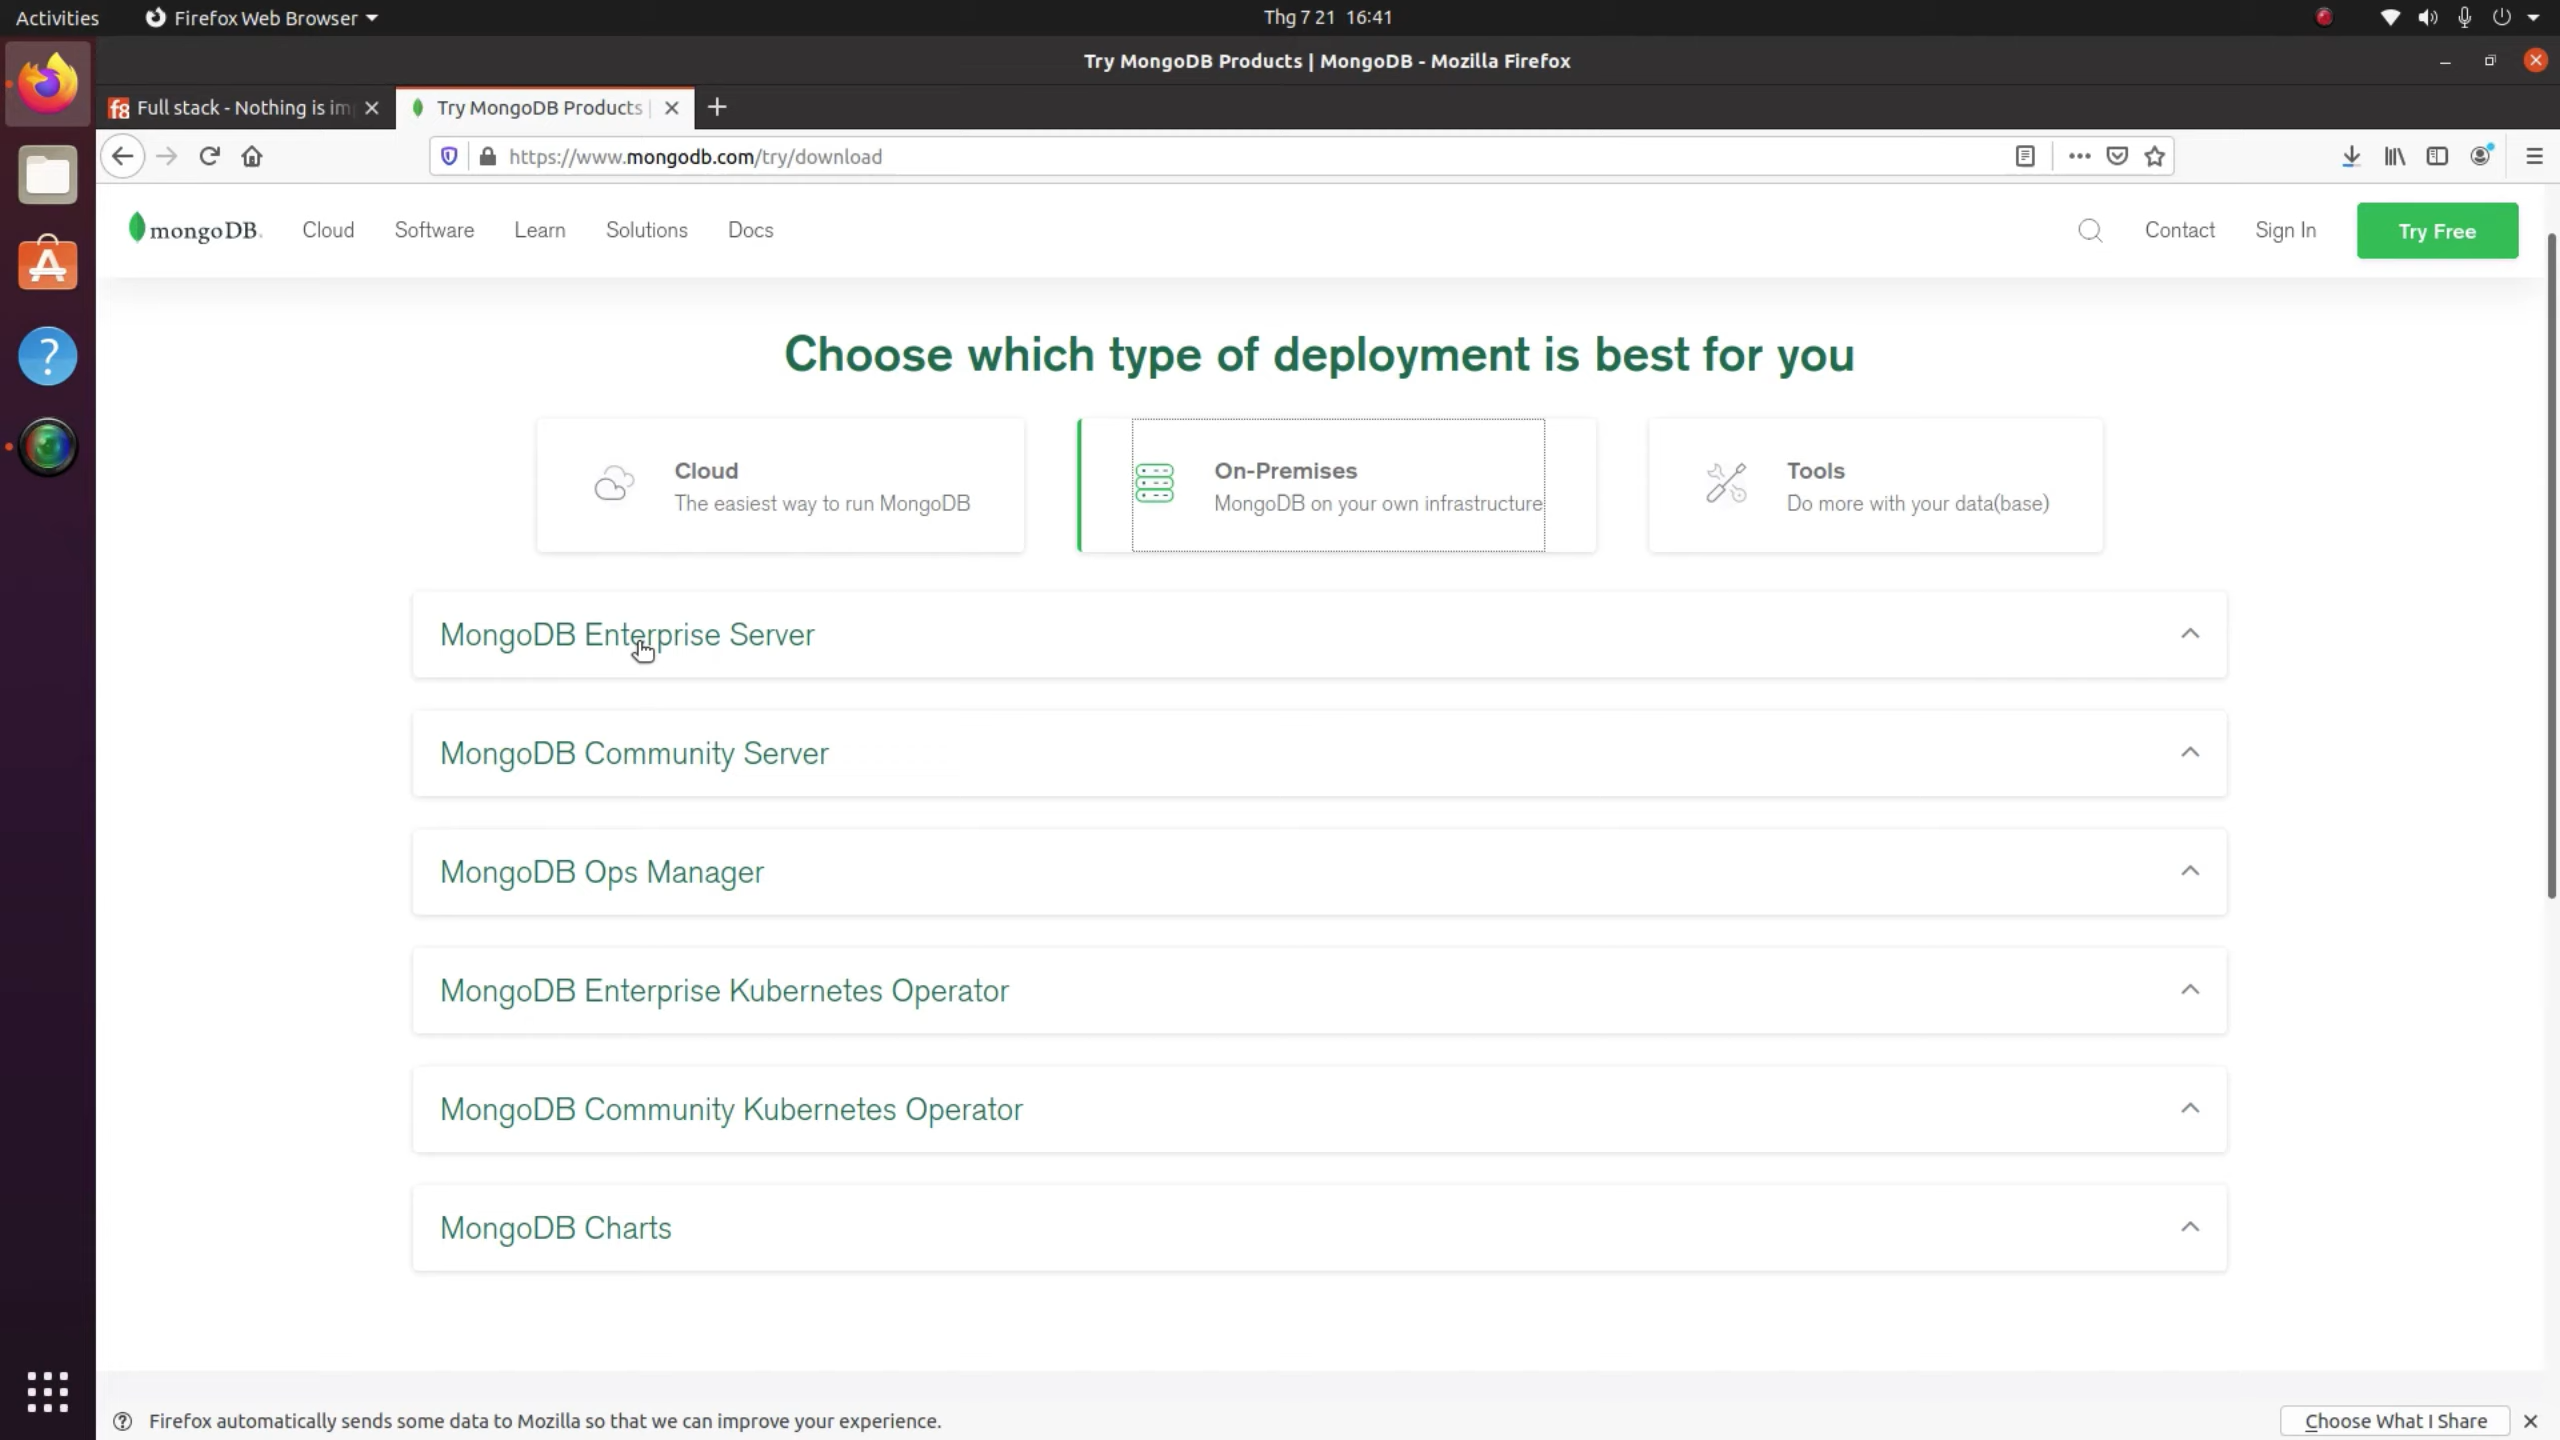 Activities
Firefox Web Browser
Thg 7 21 16:41
Try MongoDB Products | MongoDB - Mozilla Firefox
Full stack - Nothing is im
Try MongoDB Products |
https://www.mongodb.com/try/download
mongoDB.
Cloud
Software
Learn
Solutions
Docs
Contact
Sign In
Try Free
Choose which type of deployment is best for you
Cloud
The easiest way to run MongoDB
On-Premises
MongoDB on your own infrastructure
Tools
Do more with your data(base)
MongoDB Enterprise Server
MongoDB Community Server
MongoDB Ops Manager
MongoDB Enterprise Kubernetes Operator
MongoDB Community Kubernetes Operator
MongoDB Charts
Firefox automatically sends some data to Mozilla so that we can improve your experience.
Choose What I Share